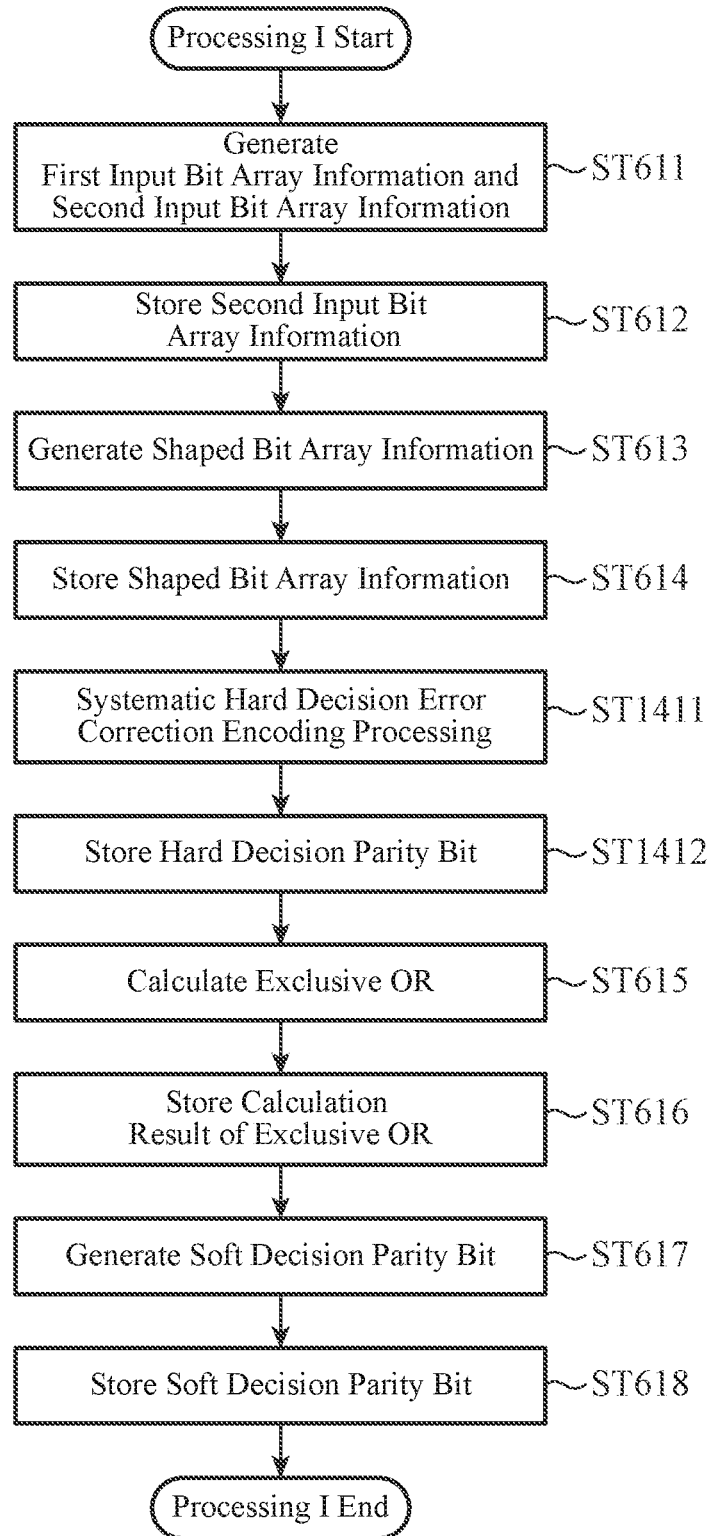 Processing I Start
Generate
First Input Bit Array Information and
Second Input Bit Array Information
ST611
Store Second Input Bit
Array Information
ST612
Generate Shaped Bit Array Information
ST613
Store Shaped Bit Array Information
ST614
Systematic Hard Decision Error
Correction Encoding Processing
ST1411
Store Hard Decision Parity Bit
ST1412
Calculate Exclusive OR
ST615
Store Calculation
Result of Exclusive OR
ST616
Generate Soft Decision Parity Bit
ST617
Store Soft Decision Parity Bit
ST618
Processing I End